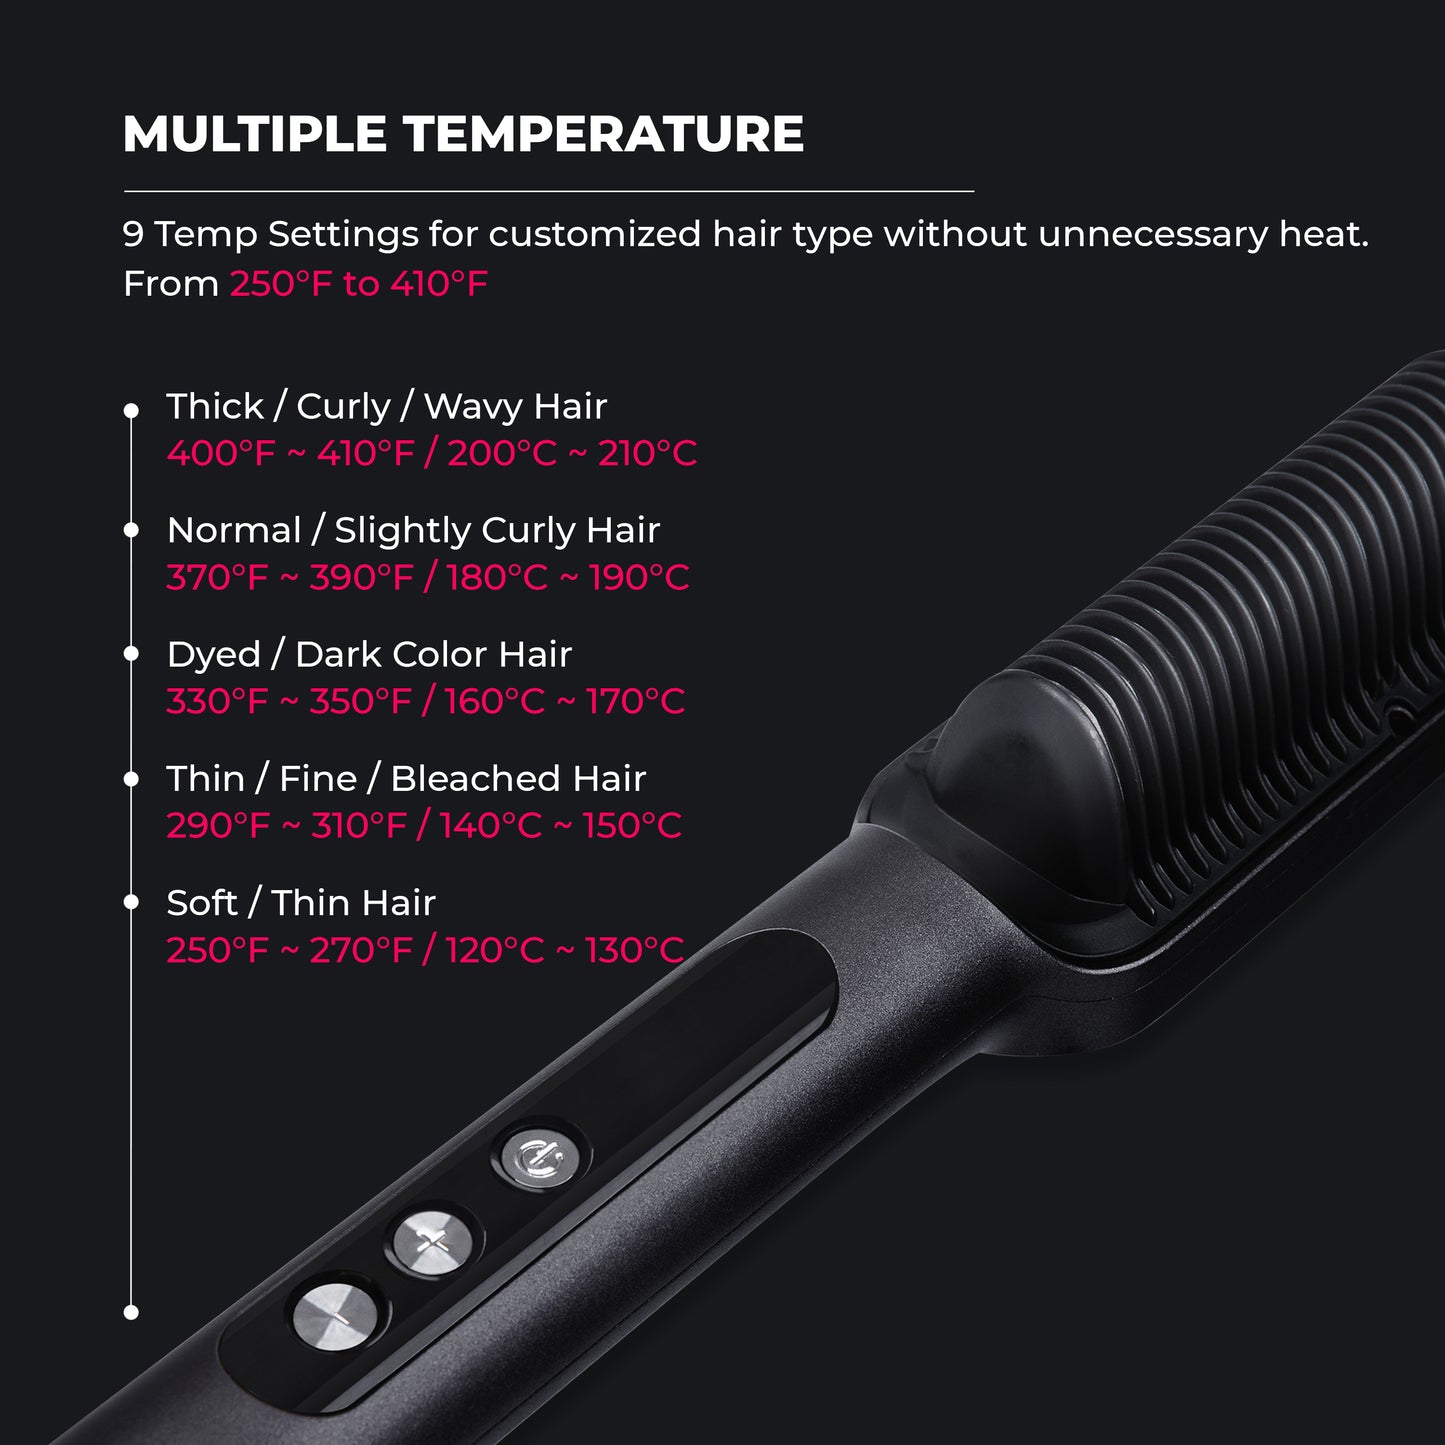 MULTIPLE TEMPERATURE
9 Temp Settings for customized hair type without unnecessary heat.
From 250°F to 410°F
Thick / Curly / Wavy Hair
400°F ~ 410°F / 200°C ~ 210°C
Normal / Slightly Curly Hair
370°F ~ 390°F / 180°C ~ 190°C
Dyed / Dark Color Hair
330°F ~ 350°F / 160°C ~ 170°C
Thin / Fine / Bleached Hair
290°F ~ 310°F / 140°C ~ 150°C
Soft / Thin Hair
250°F ~ 270°F / 120°C ~ 130°C